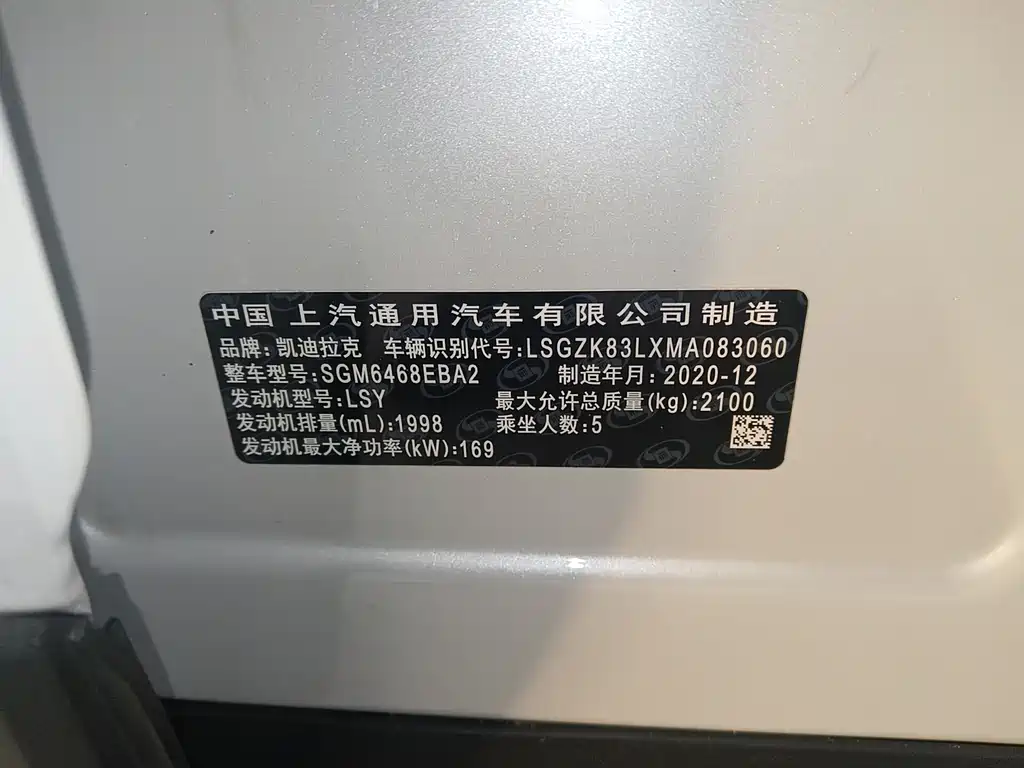 中国 上汽通用汽车有限公司制造
品牌:凯迪拉克 车辆识别代号:LSGZK83LXMA083060
整车型号:SGM6468EBA2 制造年月:2020-12
发动机型号:LSY 最大允许总质量(kg):2100
发动机排量(mL):1998 乘坐人数:5
发动机最大净功率(kW):169